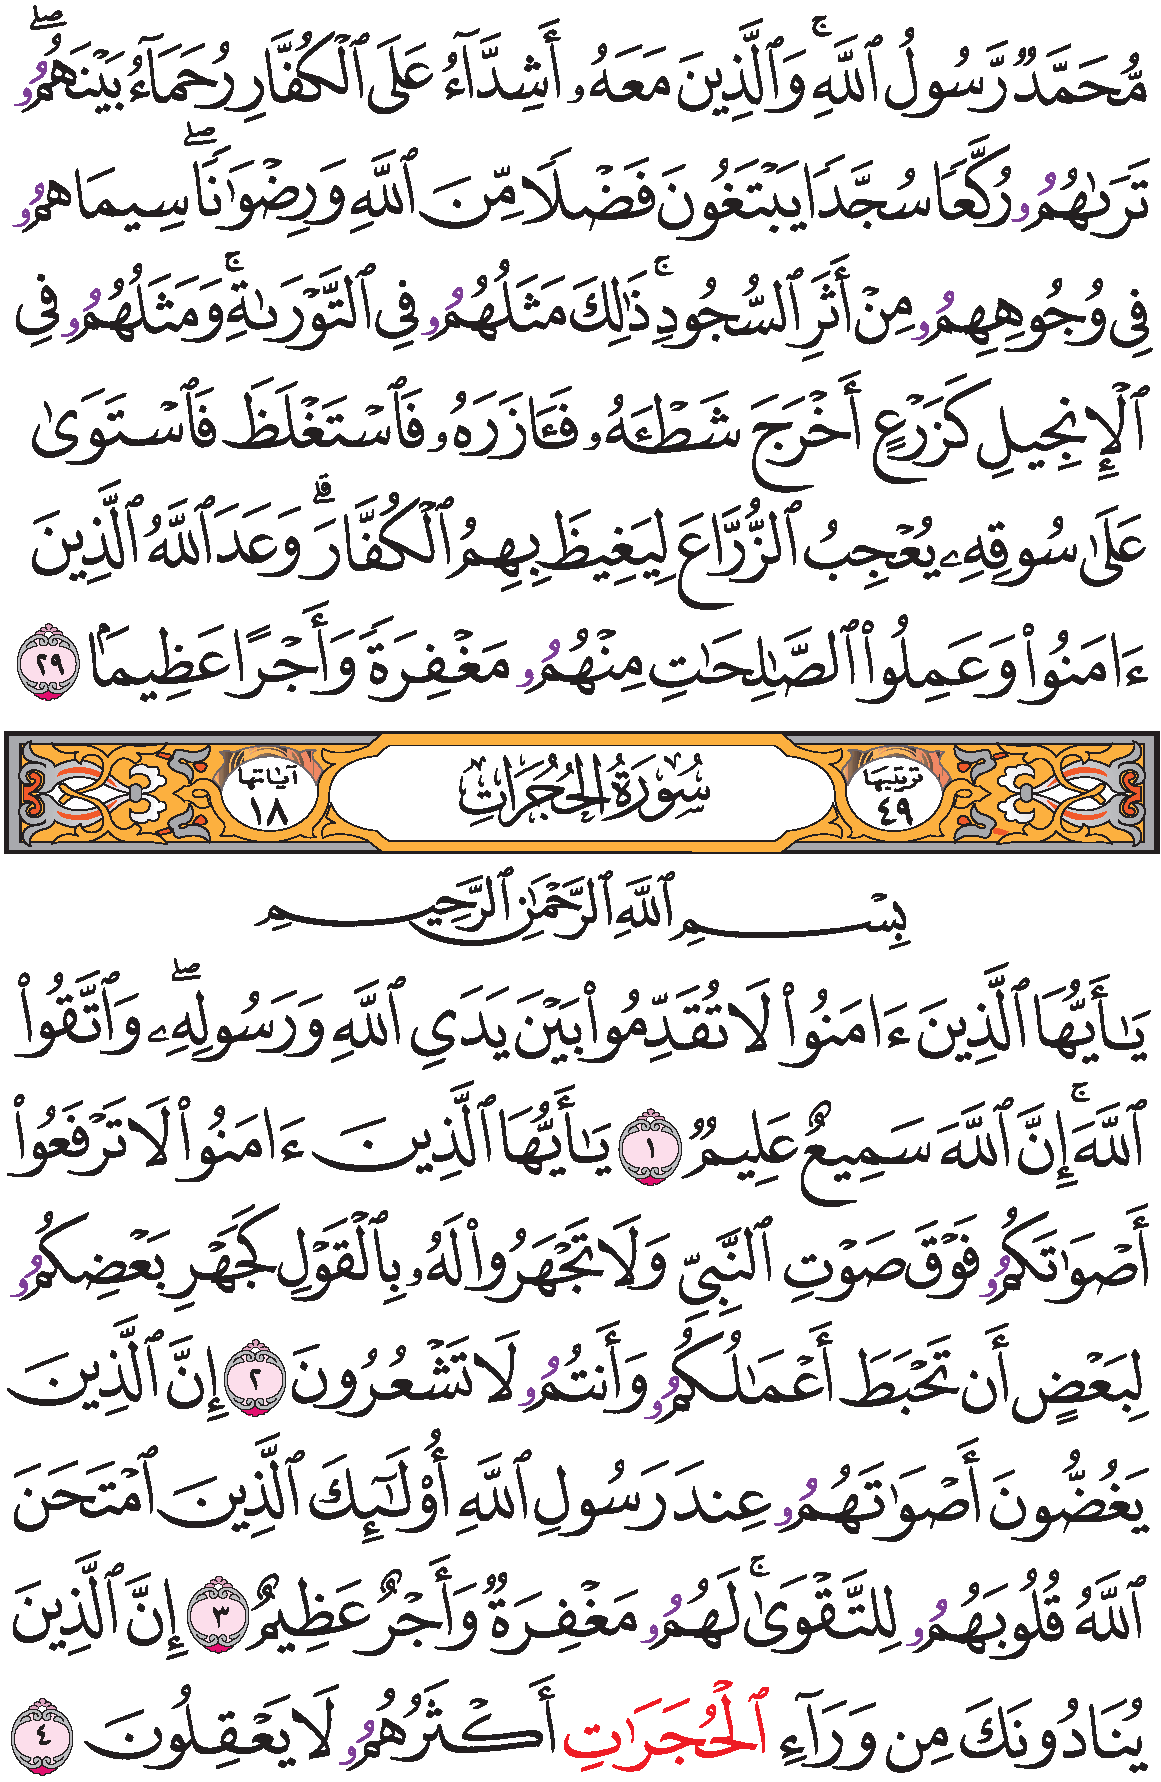 مُّحَمَّدٞ رَّسُولُ ٱللَّهِۚ وَٱلَّذِينَ مَعَهُۥٓ أَشِدَّآءُ عَلَى ٱلۡكُفَّارِ رُحَمَآءُ بَيۡنَهُمُۥۖ
تَرَىٰهُمُۥ رُكَّعٗا سُجَّدٗا يَبۡتَغُونَ فَضۡلٗا مِّنَ ٱللَّهِ وَرِضۡوَٰنٗاۖ سِيمَاهُمُۥ
فِي وُجُوهِهِمُۥ مِنۡ أَثَرِ ٱلسُّجُودِۚ ذَٰلِكَ مَثَلُهُمُۥ فِي ٱلتَّوۡرَىٰةِۚ وَمَثَلُهُمُۥ فِي
ٱلۡإِنجِيلِ كَزَرۡعٍ أَخۡرَجَ شَطۡـَٔهُۥ فَـَٔازَرَهُۥ فَٱسۡتَغۡلَظَ فَٱسۡتَوَىٰ
عَلَىٰ سُوقِهِۦ يُعۡجِبُ ٱلزُّرَّاعَ لِيَغِيظَ بِهِمُ ٱلۡكُفَّارَۗ وَعَدَ ٱللَّهُ ٱلَّذِينَ
ءَامَنُواْ وَعَمِلُواْ ٱلصَّٰلِحَٰتِ مِنۡهُمُۥ مَغۡفِرَةٗ وَأَجۡرًا عَظِيمَۢا ٢٩
ترتيبها ٤٩ سُورَةُ الحُجُرَاتِ آياتها ١٨
بِسۡمِ ٱللَّهِ ٱلرَّحۡمَٰنِ ٱلرَّحِيمِ
يَٰٓأَيُّهَا ٱلَّذِينَ ءَامَنُواْ لَا تُقَدِّمُواْ بَيۡنَ يَدَيِ ٱللَّهِ وَرَسُولِهِۦۖ وَٱتَّقُواْ
ٱللَّهَۚ إِنَّ ٱللَّهَ سَمِيعٌ عَلِيمٞ ١ يَٰٓأَيُّهَا ٱلَّذِينَ ءَامَنُواْ لَا تَرۡفَعُوٓاْ
أَصۡوَٰتَكُمُۥ فَوۡقَ صَوۡتِ ٱلنَّبِيِّ وَلَا تَجۡهَرُواْ لَهُۥ بِٱلۡقَوۡلِ كَجَهۡرِ بَعۡضِكُمُۥ
لِبَعۡضٍ أَن تَحۡبَطَ أَعۡمَٰلُكُمُۥ وَأَنتُمُۥ لَا تَشۡعُرُونَ ٢ إِنَّ ٱلَّذِينَ
يَغُضُّونَ أَصۡوَٰتَهُمُۥ عِندَ رَسُولِ ٱللَّهِ أُوْلَٰٓئِكَ ٱلَّذِينَ ٱمۡتَحَنَ
ٱللَّهُ قُلُوبَهُمُۥ لِلتَّقۡوَىٰۚ لَهُمُۥ مَغۡفِرَةٞ وَأَجۡرٌ عَظِيمٌ ٣ إِنَّ ٱلَّذِينَ
يُنَادُونَكَ مِن وَرَآءِ ٱلۡحُجُرَٰتِ أَكۡثَرُهُمُۥ لَا يَعۡقِلُونَ ٤